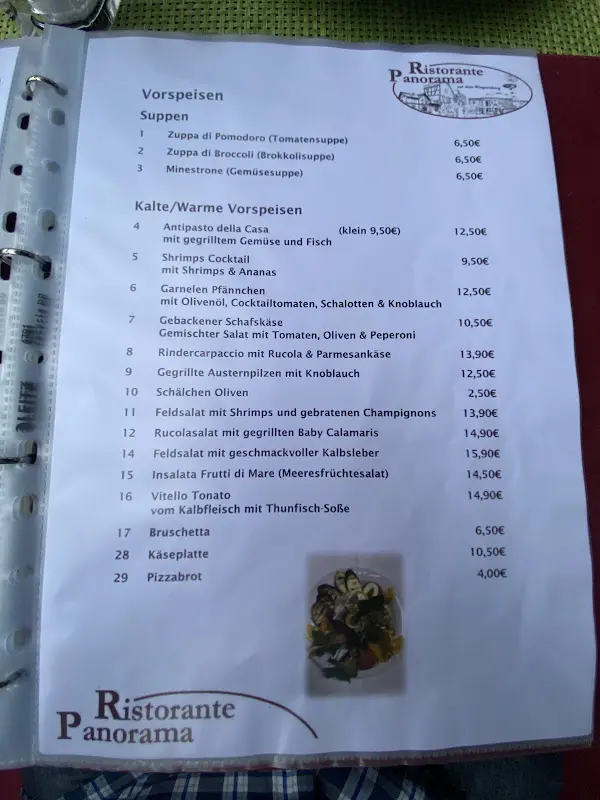 Ristorante
Panorama
Vorspeisen
Suppen
1 Zuppa di Pomodoro (Tomatensuppe) 6,50€
2 Zuppa di Broccoli (Brokkolisuppe) 6,50€
3 Minestrone (Gemüsesuppe) 6,50€
Kalte/Warme Vorspeisen
4 Antipasto della Casa (klein 9,50€) 12,50€
mit gegrilltem Gemüse und Fisch
5 Shrimps Cocktail 9,50€
mit Shrimps & Ananas
6 Garnelen Pfännchen 12,50€
mit Olivenöl, Cocktailtomaten, Schalotten & Knoblauch
7 Gebackener Schafskäse 10,50€
Gemischter Salat mit Tomaten, Oliven & Peperoni
8 Rindercarpaccio mit Rucola & Parmesankäse 13,90€
9 Gegrillte Austernpilzen mit Knoblauch 12,50€
10 Schälchen Oliven 2,50€
11 Feldsalat mit Shrimps und gebratenen Champignons 13,90€
12 Rucolasalat mit gegrillten Baby Calamaris 14,90€
14 Feldsalat mit geschmackvoller Kalbsleber 15,90€
15 Insalata Frutti di Mare (Meeresfrüchtesalat) 14,50€
16 Vitello Tonato 14,90€
vom Kalbfleisch mit Thunfisch-Soße
17 Bruschetta 6,50€
28 Käseplatte 10,50€
29 Pizzabrot 4,00€
Ristorante
Panorama
LEITZ